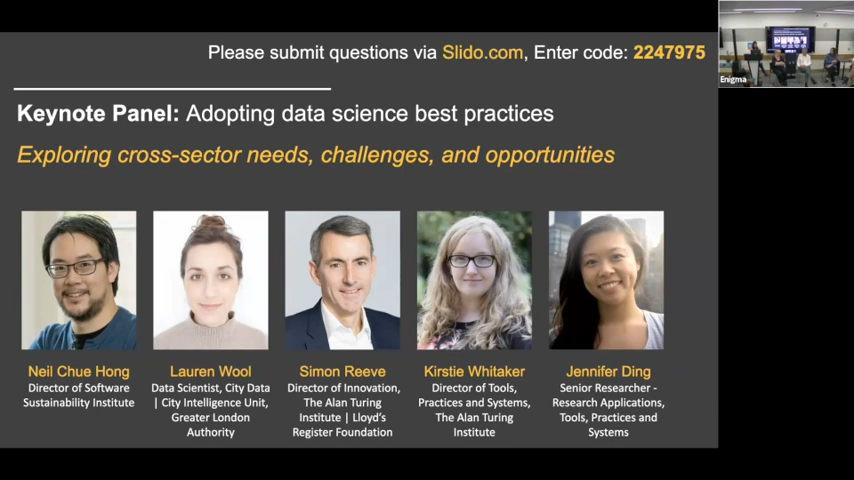 Please submit questions via Slido.com, Enter code: 2247975
Keynote Panel: Adopting data science best practices
Exploring cross-sector needs, challenges, and opportunities
Neil Chue Hong
Director of Software
Sustainability Institute
Lauren Wool
Data Scientist, City Data
| City Intelligence Unit,
Greater London
Authority
Simon Reeve
Director of Innovation,
The Alan Turing
Institute | Lloyd's
Register Foundation
Kirstie Whitaker
Director of Tools,
Practices and Systems,
The Alan Turing
Institute
Jennifer Ding
Senior Researcher -
Research Applications,
Tools, Practices and
Systems
Enigma